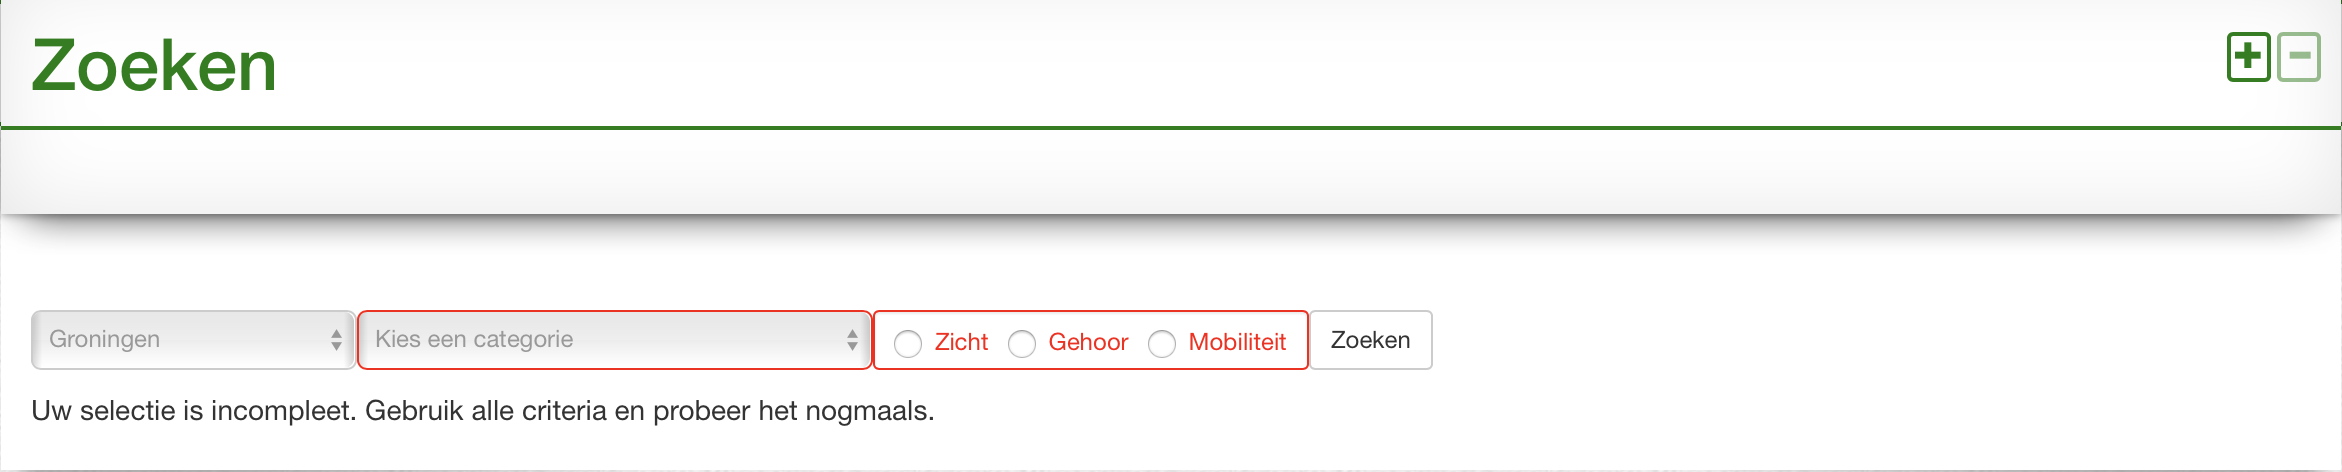 Zoeken
Groningen Kies een categorie Zicht Gehoor Mobiliteit Zoeken
Uw selectie is incompleet. Gebruik alle criteria en probeer het nogmaals.